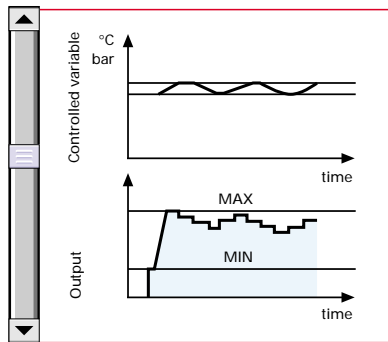 °C
bar
Controlled variable
time
MAX
MIN
Output
time